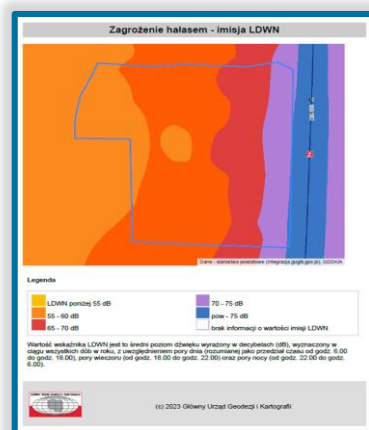 Zagrożenie hałasem - imisja LDWN
Dane - starostwa powiatowe (integracja gugik.gov.pl), GDDKiA
Legenda
LDWN poniżej 55 dB
70 - 75 dB
55 - 60 dB
pow - 75 dB
65 - 70 dB
brak informacji o wartości imisji LDWN
Wartość wskaźnika LDWN jest to średni poziom dźwięku wyrażony w decybelach (dB), wyznaczony w
ciągu wszystkich dób w roku, z uwzględnieniem pory dnia (rozumianej jako przedział czasu od godz. 6.00
do godz. 18.00), pory wieczoru (od godz. 18.00 do godz. 22.00) oraz pory nocy (od godz. 22.00 do godz.
6.00).
(c) 2023 Główny Urząd Geodezji i Kartografii